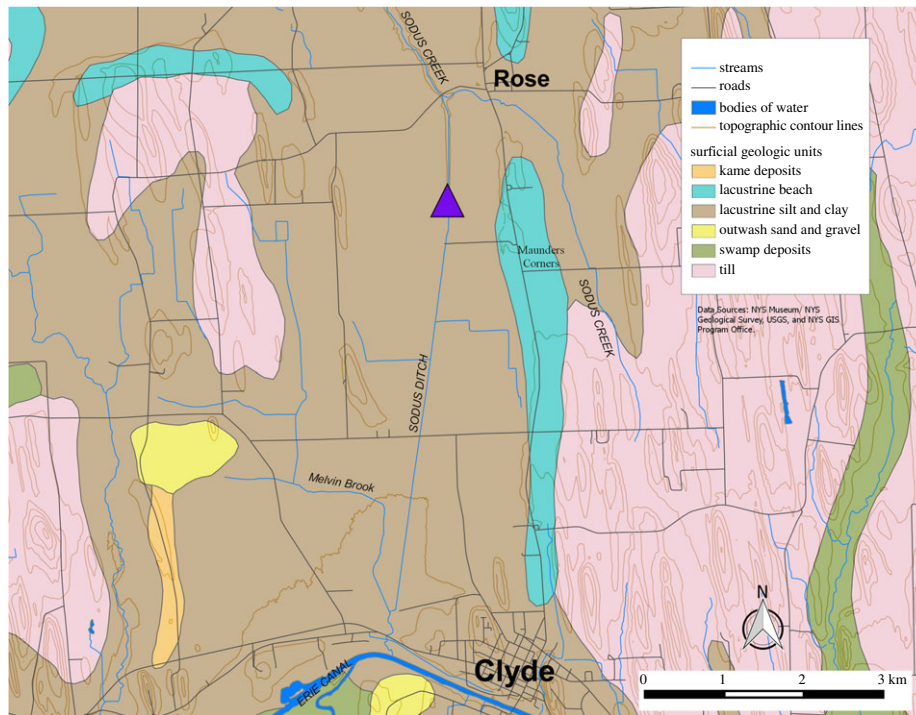 SODUS CREEK
Rose
streams
roads
bodies of water
topographic contour lines
surficial geologic units
kame deposits
lacustrine beach
lacustrine silt and clay
outwash sand and gravel
swamp deposits
till
Maunders
Corners
SODUS CREEK
Data Sources: NYS Museum/ NYS
Geological Survey, USGS, and NYS GIS
Program Office.
SODUS DITCH
Melvin Brook
N
ERIE CANAL
Clyde
0 1 2 3 km